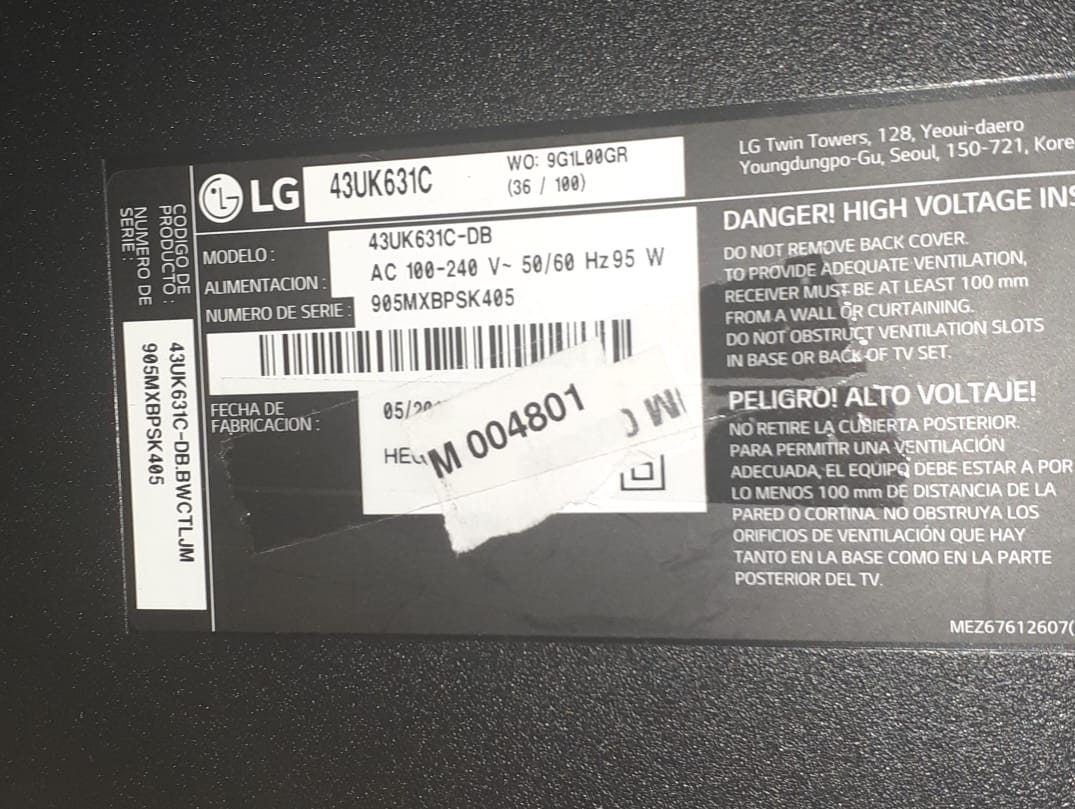 LG
43UK631C
WO: 9G1L00GR
(36 / 100)
MODELO :
43UK631C-DB
ALIMENTACION :
AC 100-240 V~ 50/60 Hz 95 W
NUMERO DE SERIE :
905MXBPSK405
FECHA DE
FABRICACION :
05/20
M 004801
CODIGO DE
PRODUCTO :
NUMERO DE
SERIE :
43UK631C-DB.BWCTLJM
905MXBPSK405
LG Twin Towers, 128, Yeoui-daero
Youngdungpo-Gu, Seoul, 150-721, Kore
DANGER! HIGH VOLTAGE INS
DO NOT REMOVE BACK COVER.
TO PROVIDE ADEQUATE VENTILATION,
RECEIVER MUST BE AT LEAST 100 mm
FROM A WALL OR CURTAINING.
DO NOT OBSTRUCT VENTILATION SLOTS
IN BASE OR BACK OF TV SET.
PELIGRO! ALTO VOLTAJE!
NO RETIRE LA CUBIERTA POSTERIOR.
PARA PERMITIR UNA VENTILACIÓN
ADECUADA, EL EQUIPO DEBE ESTAR A POR
LO MENOS 100 mm DE DISTANCIA DE LA
PARED O CORTINA. NO OBSTRUYA LOS
ORIFICIOS DE VENTILACIÓN QUE HAY
TANTO EN LA BASE COMO EN LA PARTE
POSTERIOR DEL TV.
MEZ67612607(